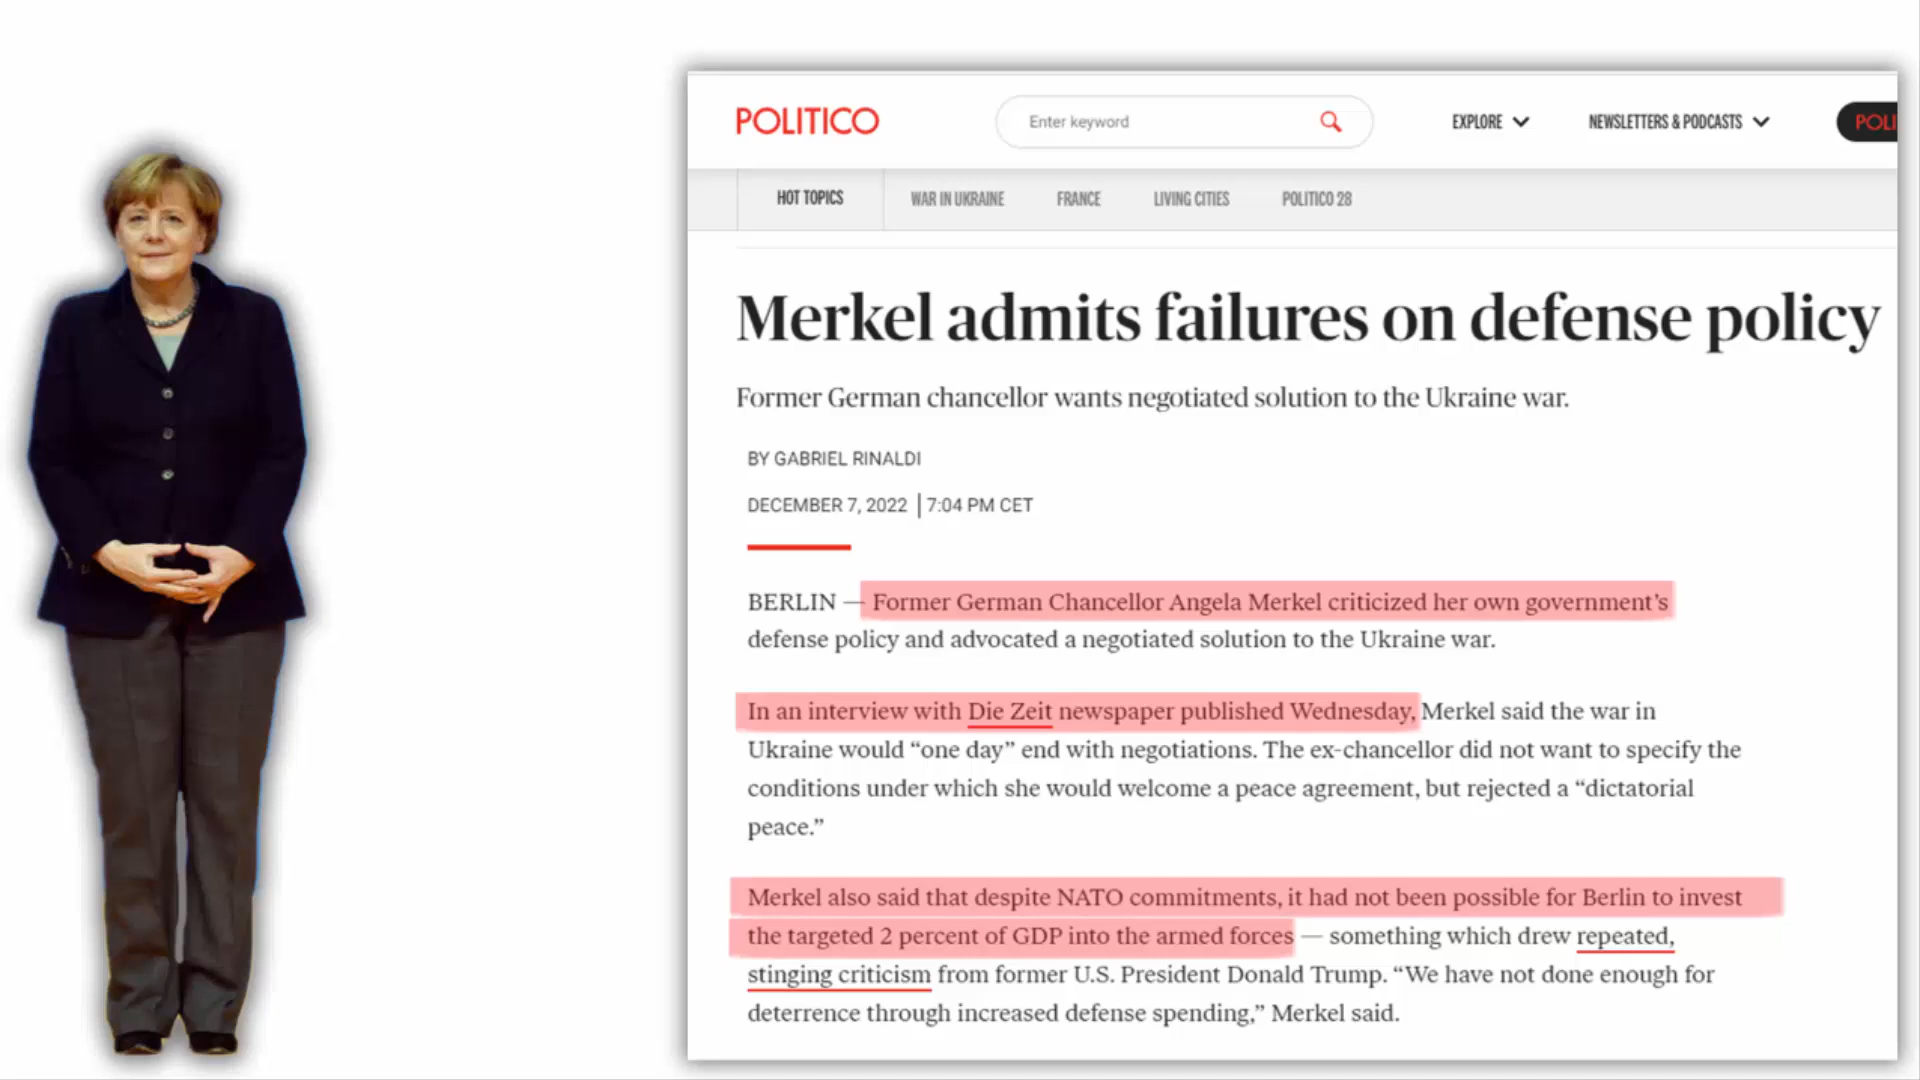 POLITICO
Enter keyword
EXPLORE
NEWSLETTERS & PODCASTS
POLI
HOT TOPICS
WAR IN UKRAINE
FRANCE
LIVING CITIES
POLITICO 28
Merkel admits failures on defense policy
Former German chancellor wants negotiated solution to the Ukraine war.
BY GABRIEL RINALDI
DECEMBER 7, 2022 | 7:04 PM CET
BERLIN — Former German Chancellor Angela Merkel criticized her own government’s
defense policy and advocated a negotiated solution to the Ukraine war.
In an interview with Die Zeit newspaper published Wednesday, Merkel said the war in
Ukraine would “one day” end with negotiations. The ex-chancellor did not want to specify the
conditions under which she would welcome a peace agreement, but rejected a “dictatorial
peace.”
Merkel also said that despite NATO commitments, it had not been possible for Berlin to invest
the targeted 2 percent of GDP into the armed forces — something which drew repeated,
stinging criticism from former U.S. President Donald Trump. “We have not done enough for
deterrence through increased defense spending,” Merkel said.